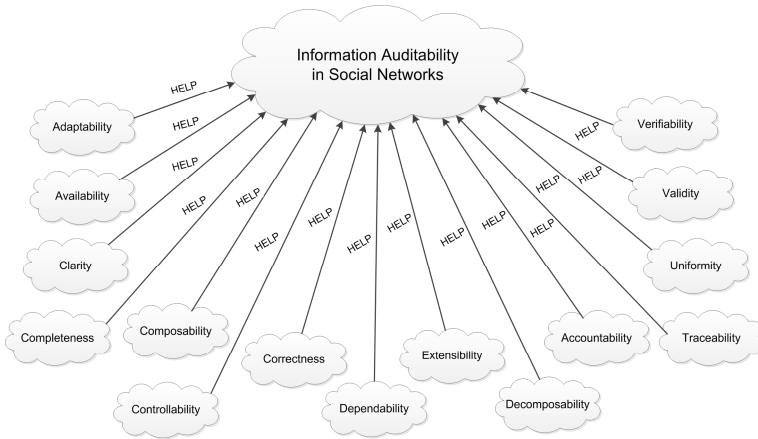 Information Auditability
in Social Networks
HELP
Adaptability
HELP
Verifiability
HELP
HELP
Availability
HELP
HELP
HELP
Validity
HELP
HELP
HELP
HELP
HELP
HELP
HELP
HELP
Clarity
Uniformity
Completeness
Composability
Correctness
Extensibility
Accountability
Traceability
Controllability
Dependability
Decomposability